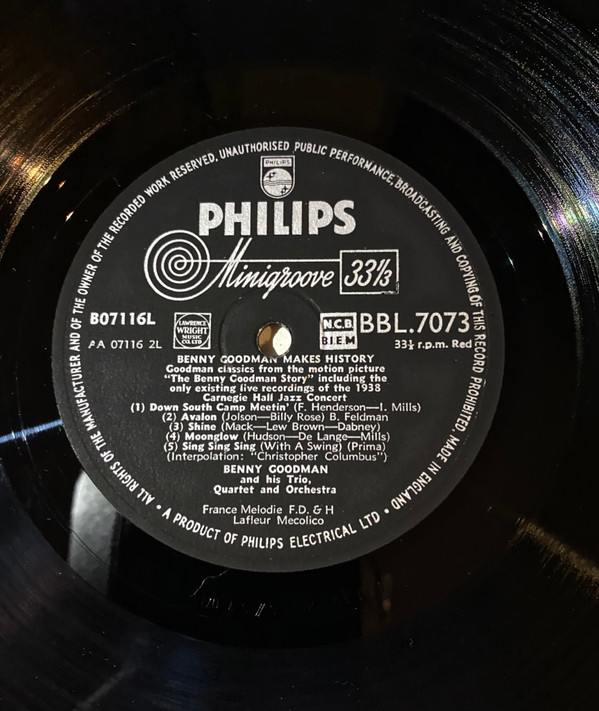 ALL RIGHTS OF THE MANUFACTURER AND OF THE OWNER OF THE RECORDED WORK RESERVED, UNAUTHORISED PUBLIC PERFORMANCE, BROADCASTING AND COPYING OF THIS RECORD PROHIBITED. MADE IN ENGLAND
PHILIPS
PHILIPS
Minigroove 33⅓
B07116L
AA 07116 2L
LAWRENCE
WRIGHT
MUSIC
CO. LTD
N.C.B.
BIEM
BBL.7073
33⅓ r.p.m. Red
BENNY GOODMAN MAKES HISTORY
Goodman classics from the motion picture
"The Benny Goodman Story" including the
only existing live recordings of the 1938
Carnegie Hall Jazz Concert
(1) Down South Camp Meetin' (F. Henderson—I. Mills)
(2) Avalon (Jolson—Billy Rose) B. Feldman
(3) Shine (Mack—Lew Brown—Dabney)
(4) Moonglow (Hudson—De Lange—Mills)
(5) Sing Sing Sing (With A Swing) (Prima)
(Interpolation: "Christopher Columbus")
BENNY GOODMAN
and his Trio,
Quartet and Orchestra
France Melodie F.D. & H
Lafleur Mecolico
• A PRODUCT OF PHILIPS ELECTRICAL LTD •